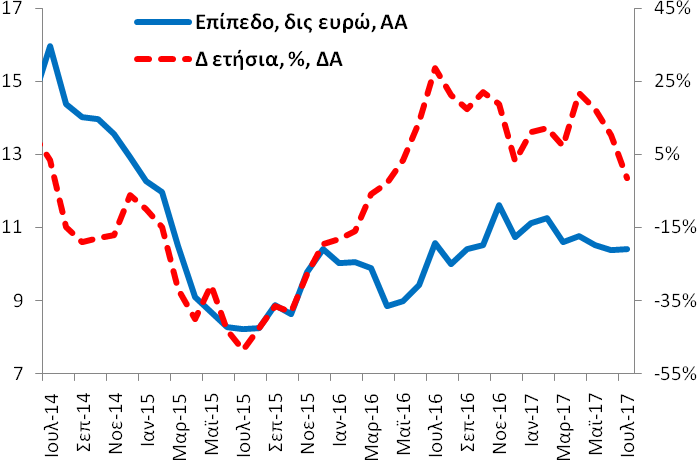 Επίπεδο, δις ευρώ, ΑΑ
Δ ετήσια, %, ΔΑ
17
15
13
11
9
7
45%
25%
5%
-15%
-35%
-55%
Ιουλ-14
Σεπ-14
Νοε-14
Ιαν-15
Μαρ-15
Μαϊ-15
Ιουλ-15
Σεπ-15
Νοε-15
Ιαν-16
Μαρ-16
Μαϊ-16
Ιουλ-16
Σεπ-16
Νοε-16
Ιαν-17
Μαρ-17
Μαϊ-17
Ιουλ-17